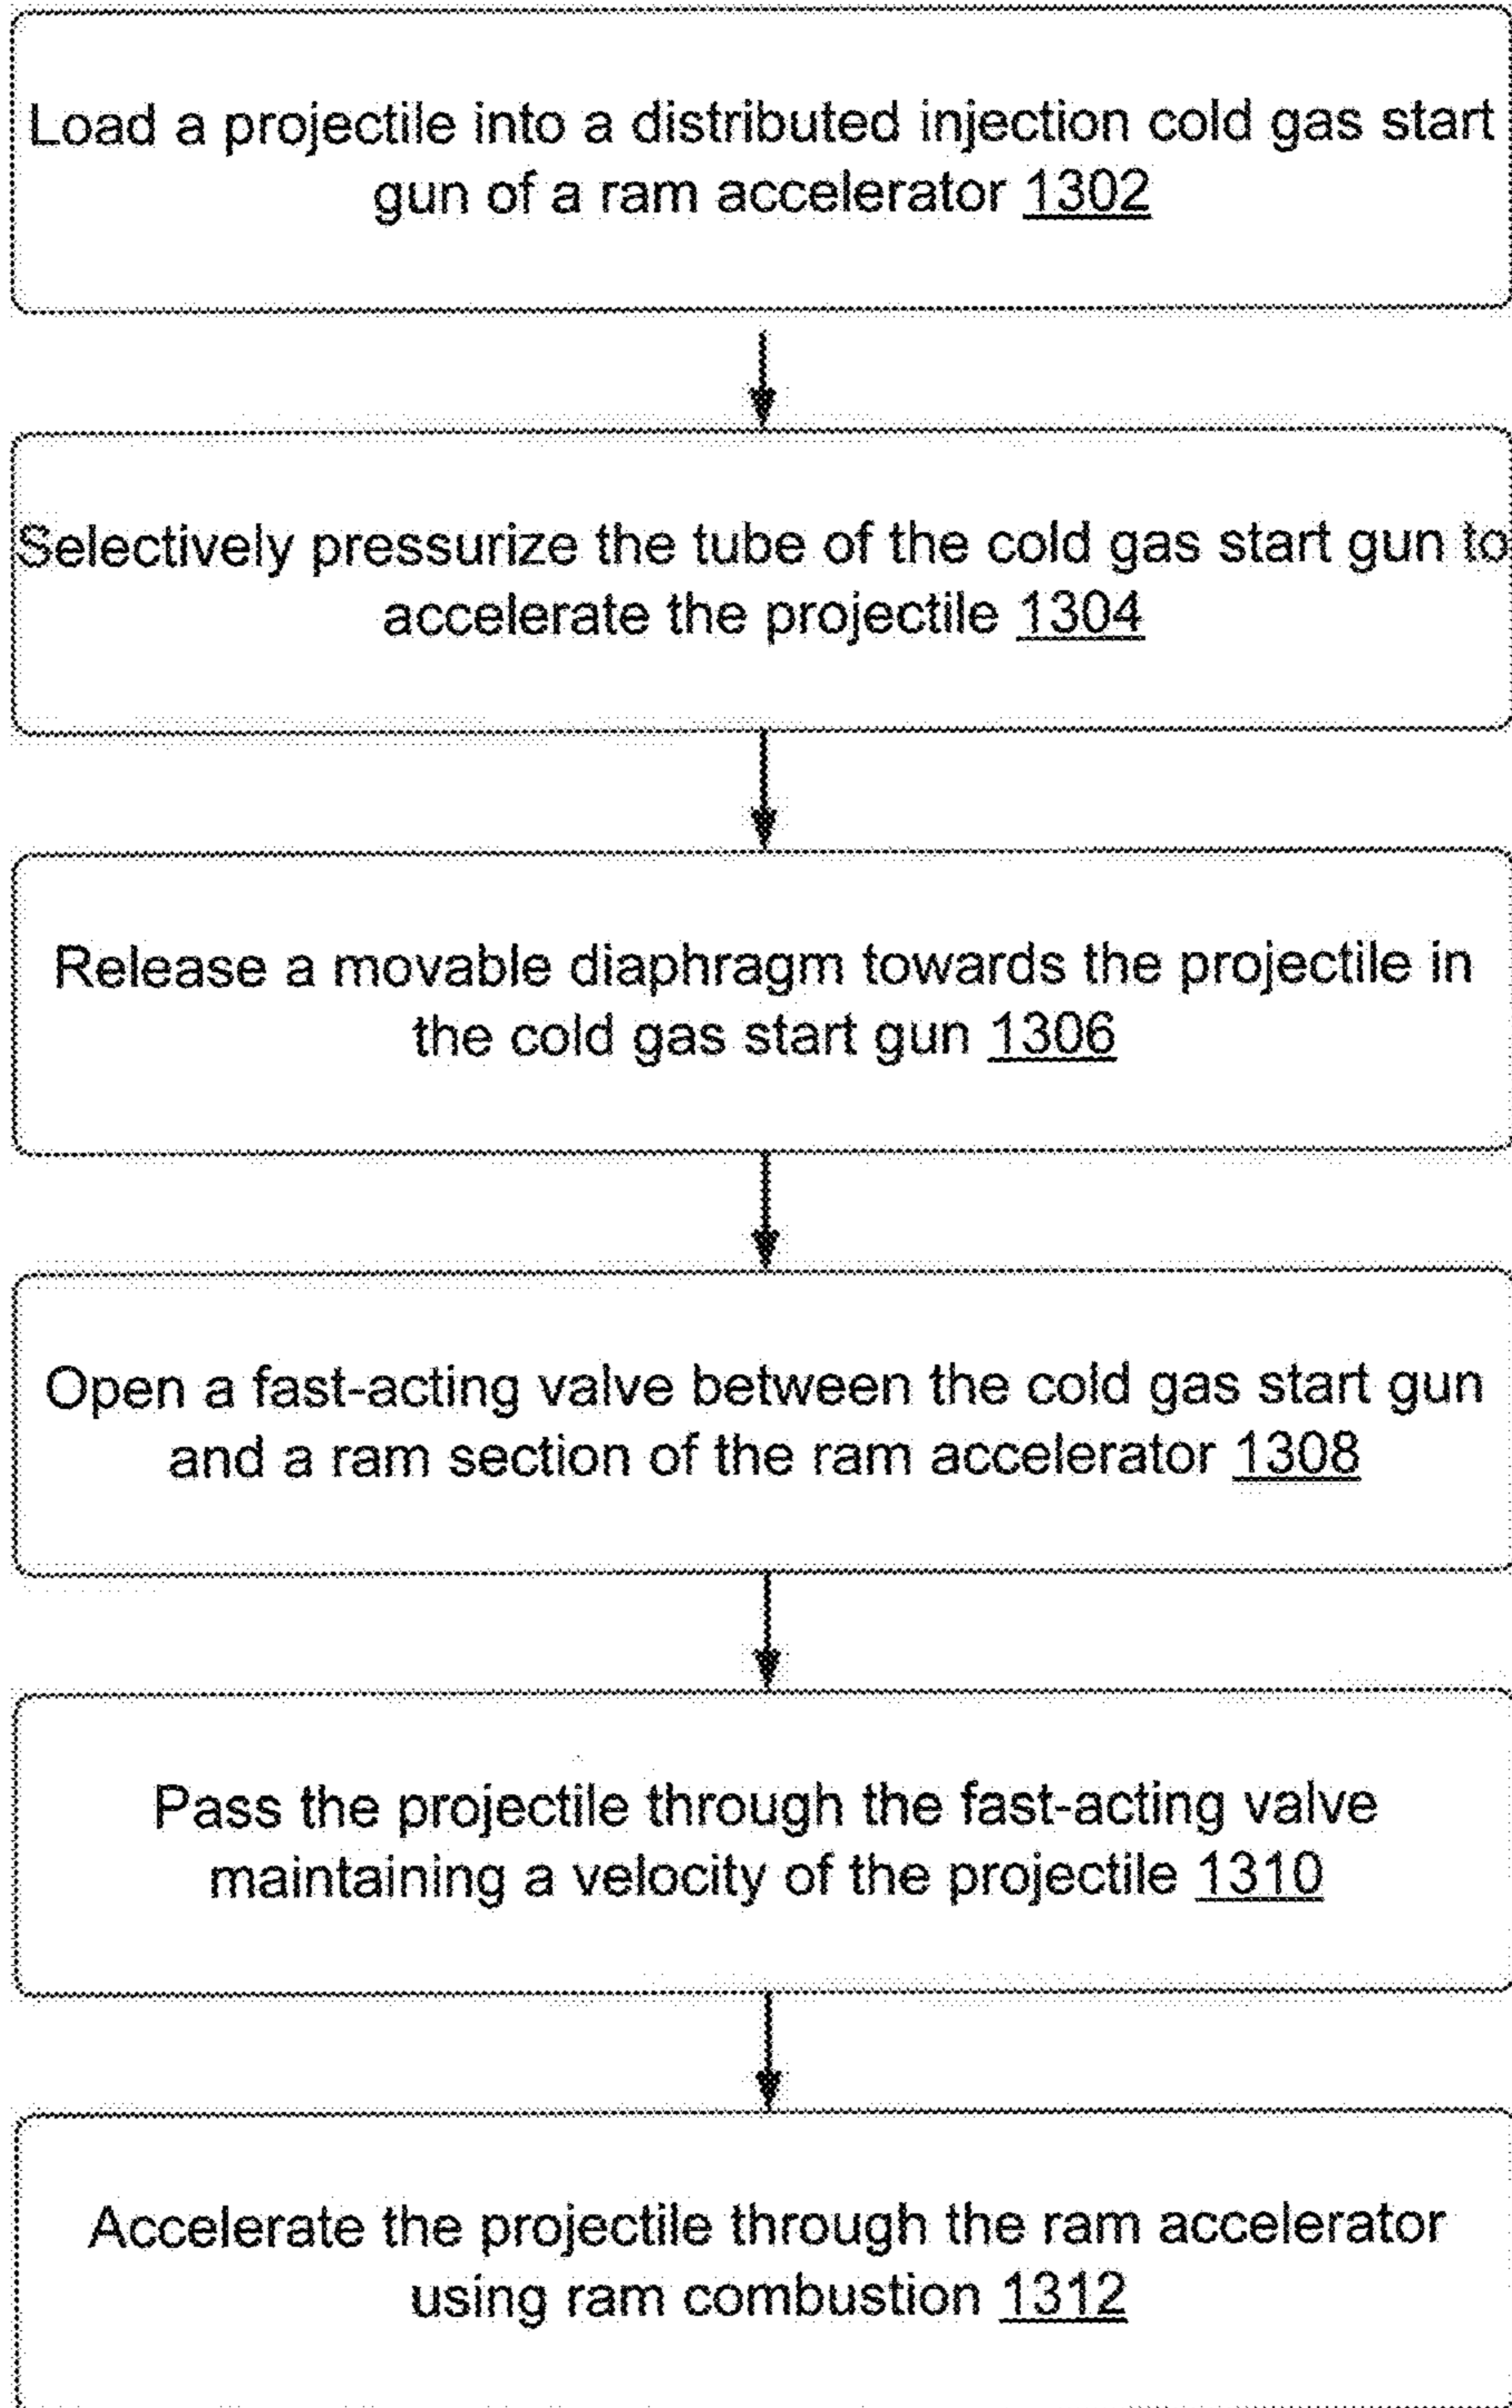 Load a projectile into a distributed injection cold gas start
gun of a ram accelerator 1302
Selectively pressurize the tube of the cold gas start gun to
accelerate the projectile 1304
Release a movable diaphragm towards the projectile in
the cold gas start gun 1306
Open a fast-acting valve between the cold gas start gun
and a ram section of the ram accelerator 1308
Pass the projectile through the fast-acting valve
maintaining a velocity of the projectile 1310
Accelerate the projectile through the ram accelerator
using ram combustion 1312